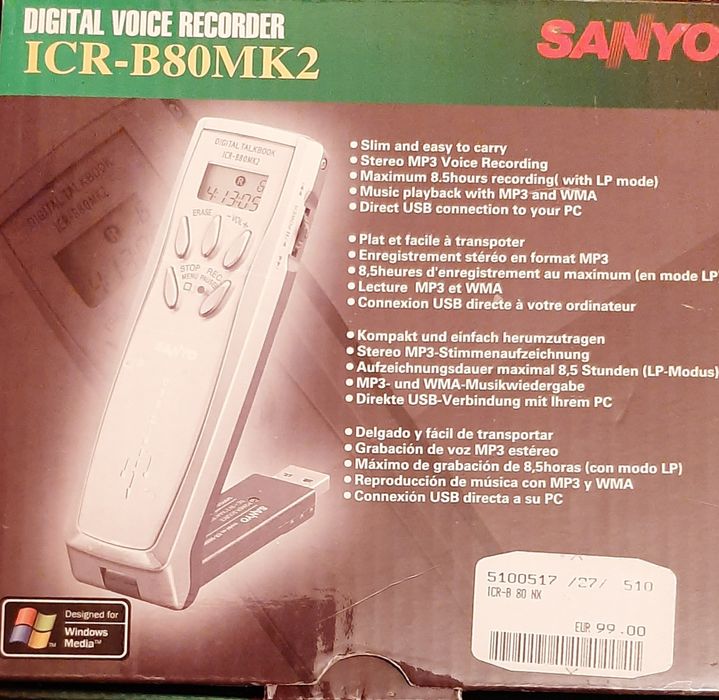 DIGITAL VOICE RECORDER
ICR-B80MK2
SANYO
DIGITAL TALKBOOK
ICR-B80MK2
R 6
4:13:05
ERASE
-VOL+
POWER
STOP
REC
MENU
PAUSE
SANYO
SANYO
• Slim and easy to carry
• Stereo MP3 Voice Recording
• Maximum 8.5hours recording( with LP mode)
• Music playback with MP3 and WMA
• Direct USB connection to your PC
• Plat et facile à transpoter
• Enregistrement stéréo en format MP3
• 8,5heures d'enregistrement au maximum (en mode LP
• Lecture MP3 et WMA
• Connexion USB directe à votre ordinateur
• Kompakt und einfach herumzutragen
• Stereo MP3-Stimmenaufzeichnung
• Aufzeichnungsdauer maximal 8,5 Stunden (LP-Modus)
• MP3- und WMA-Musikwiedergabe
• Direkte USB-Verbindung mit Ihrem PC
• Delgado y fácil de transportar
• Grabación de voz MP3 estéreo
• Máximo de grabación de 8,5horas (con modo LP)
• Reproducción de música con MP3 y WMA
• Connexión USB directa a su PC
Designed for
Windows
Media™
5100517 /27/ 510
ICR-B 80 NX
EUR 99.00